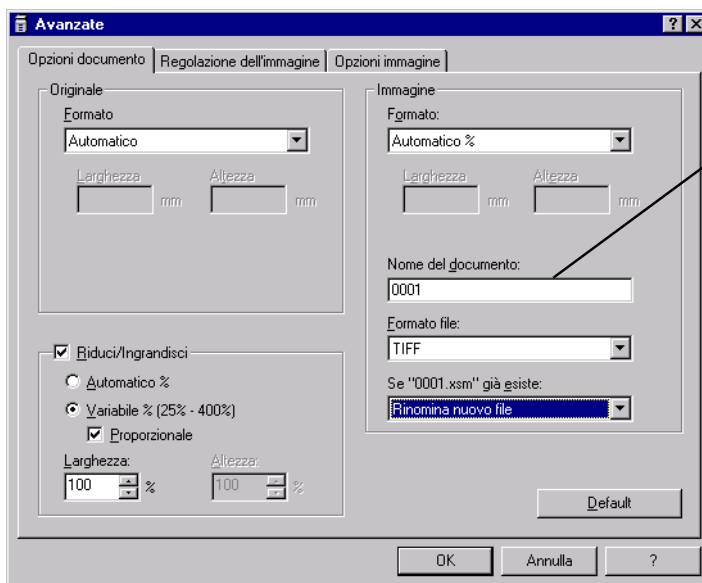 Avanzate
Opzioni documento Regolazione dell'immagine Opzioni immagine
Originale
Formato
Automatico
Larghezza Altezza
mm mm
Riduci/Ingrandisci
Automatico %
Variabile % (25% - 400%)
Proporzionale
Larghezza: Altezza:
100 % 100 %
Immagine
Formato:
Automatico %
Larghezza Altezza
mm mm
Nome del documento:
0001
Formato file:
TIFF
Se "0001.xsm" già esiste:
Rinomina nuovo file
Default
OK Annulla ?